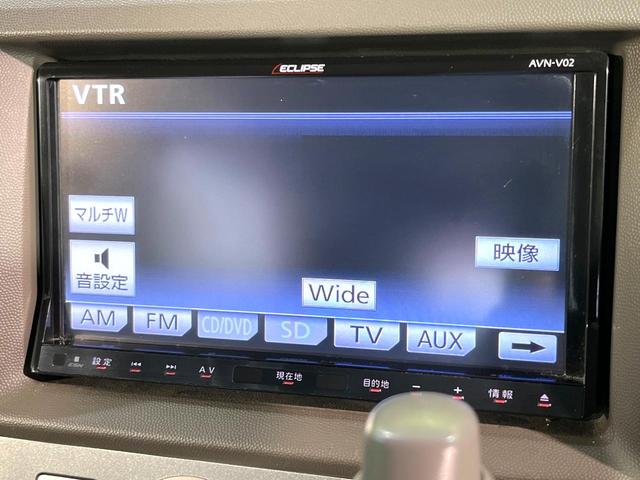 ECLIPSE
AVN-V02
VTR
マルチW
音設定
映像
Wide
AM FM CD/DVD SD TV AUX
設定 AV 現在地 目的地 − + 情報